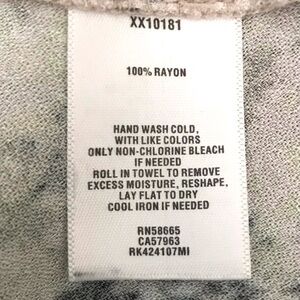 XX10181
100% RAYON
HAND WASH COLD,
WITH LIKE COLORS
ONLY NON-CHLORINE BLEACH
IF NEEDED
ROLL IN TOWEL TO REMOVE
EXCESS MOISTURE, RESHAPE,
LAY FLAT TO DRY
COOL IRON IF NEEDED
RN58665
CA57963
RK424107MI